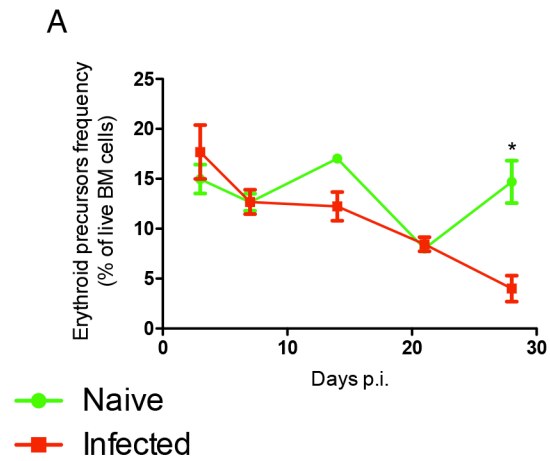 A
Erythroid precursors frequency
(% of live BM cells)
25
20
15
10
5
0
*
0 10 20 30
Days p.i.
Naive
Infected